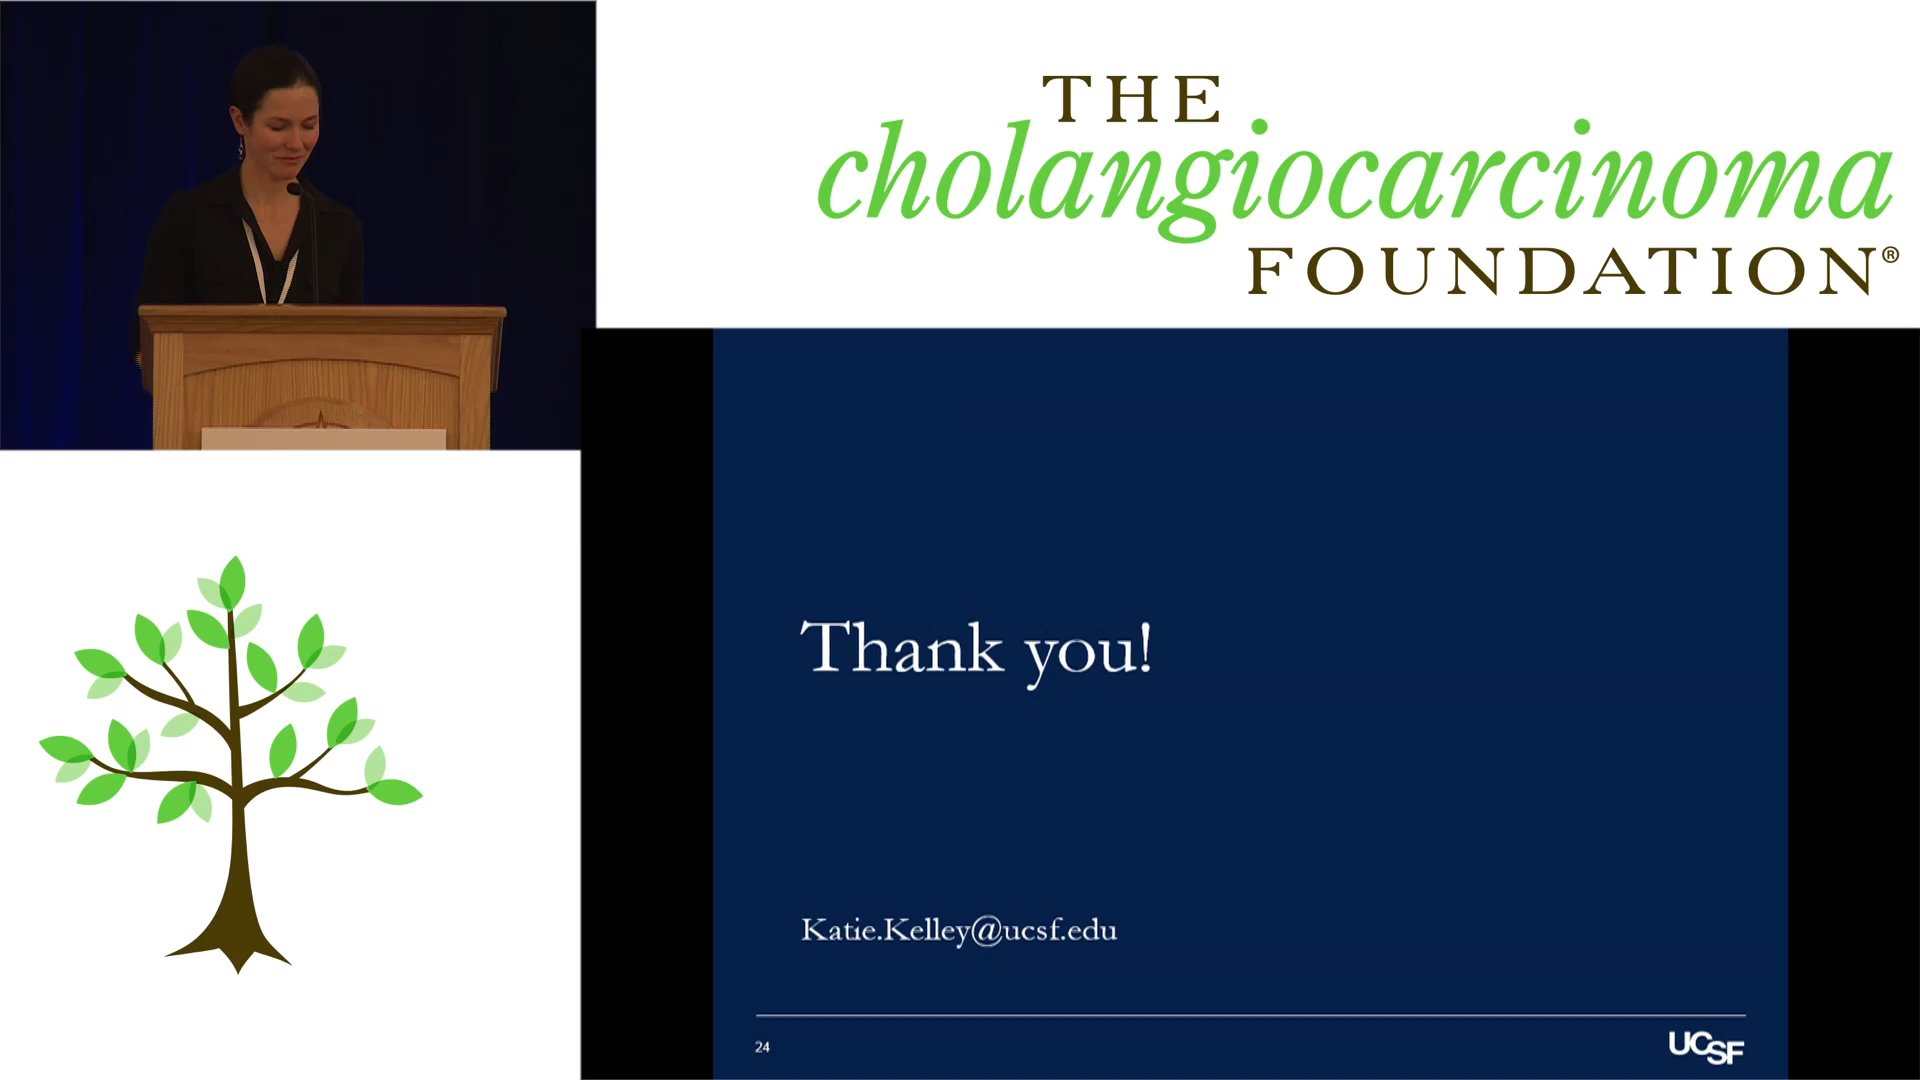 THE
cholangiocarcinoma
FOUNDATION®
Thank you!
Katie.Kelley@ucsf.edu
24
UCSF